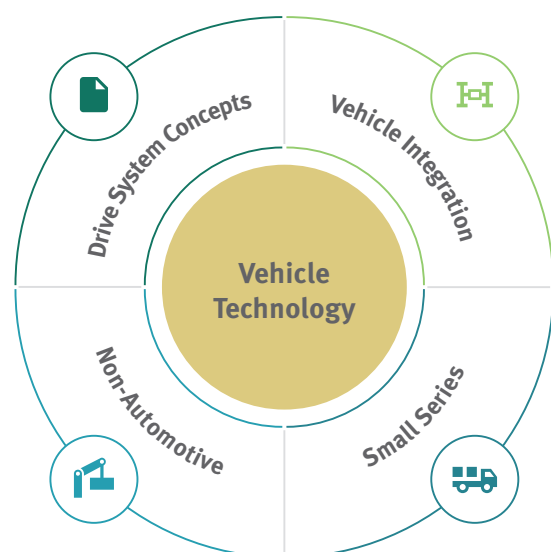 Drive System Concepts
Vehicle Integration
Vehicle
Technology
Non-Automotive
Small Series